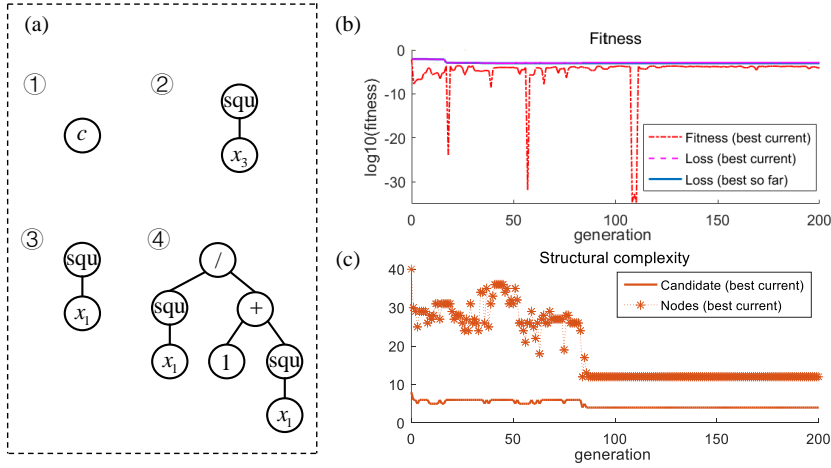 (a)
①
c
②
squ
x3
③
squ
x1
④
/
squ
+
x1
1
squ
x1
(b)
Fitness
log10(fitness)
0
-10
-20
-30
0
50
100
150
200
generation
Fitness (best current)
Loss (best current)
Loss (best so far)
(c)
Structural complexity
40
30
20
10
0
0
50
100
150
200
generation
Candidate (best current)
Nodes (best current)